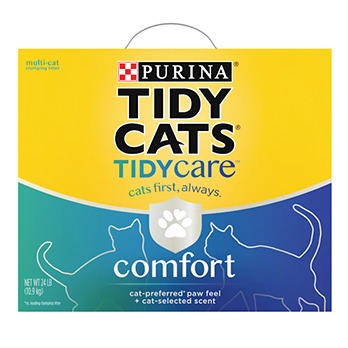 multi-cat
clumping litter
PURINA®
TIDY
CATS®
TIDYcare™
cats first, always.
comfort
cat-preferred* paw feel
+ cat-selected scent
NET WT 24 LB
(10.9 kg)